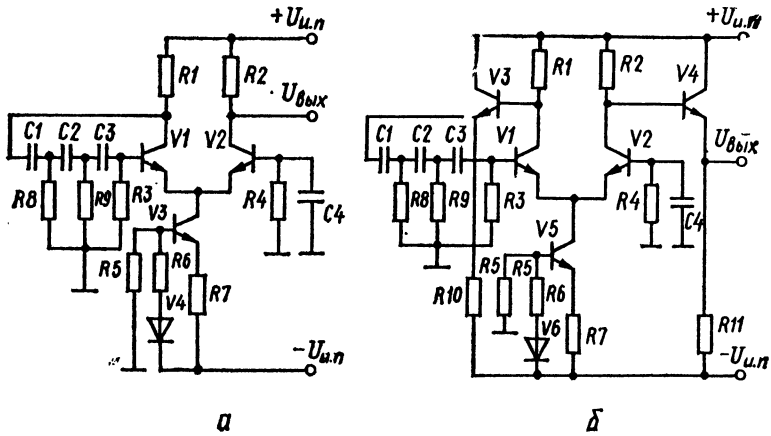 +Uи.п
R1
R2
Uвых
C1
C2
C3
V1
V2
R8
R9
R3
R4
C4
V3
R5
R6
R7
V4
-Uи.п
а
+Uи.п
V3
R1
R2
V4
C1
C2
C3
V1
V2
Uвых
R8
R9
R3
R4
C4
V5
R10
R5
R5
R6
V6
R7
R11
-Uи.п
б